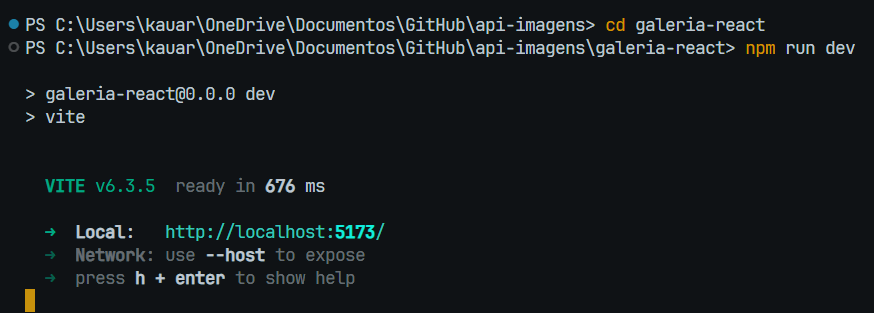 PS C:\Users\kauar\OneDrive\Documentos\GitHub\api-imagens> cd galeria-react
PS C:\Users\kauar\OneDrive\Documentos\GitHub\api-imagens\galeria-react> npm run dev
> galeria-react@0.0.0 dev
> vite
VITE v6.3.5  ready in 676 ms
➜  Local:   http://localhost:5173/
➜  Network: use --host to expose
➜  press h + enter to show help